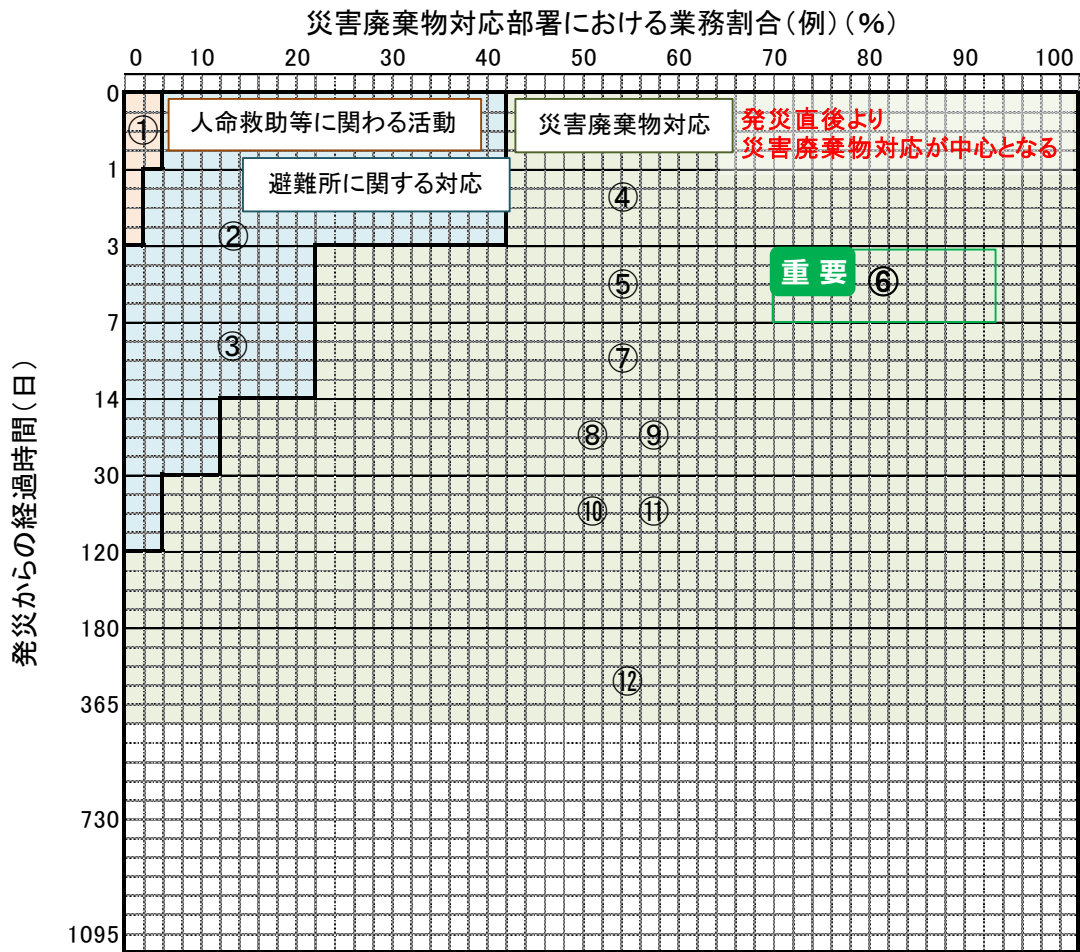 災害廃棄物対応部署における業務割合(例)(%)
0 10 20 30 40 50 60 70 80 90 100
0
① 人命救助等に関わる活動 災害廃棄物対応 発災直後より
災害廃棄物対応が中心となる
1
避難所に関する対応
④
②
3
重要 ⑥
⑤
7
③ ⑦
14
⑧ ⑨
30
⑩ ⑪
120
180
⑫
365
730
1095
発災からの経過時間(日)